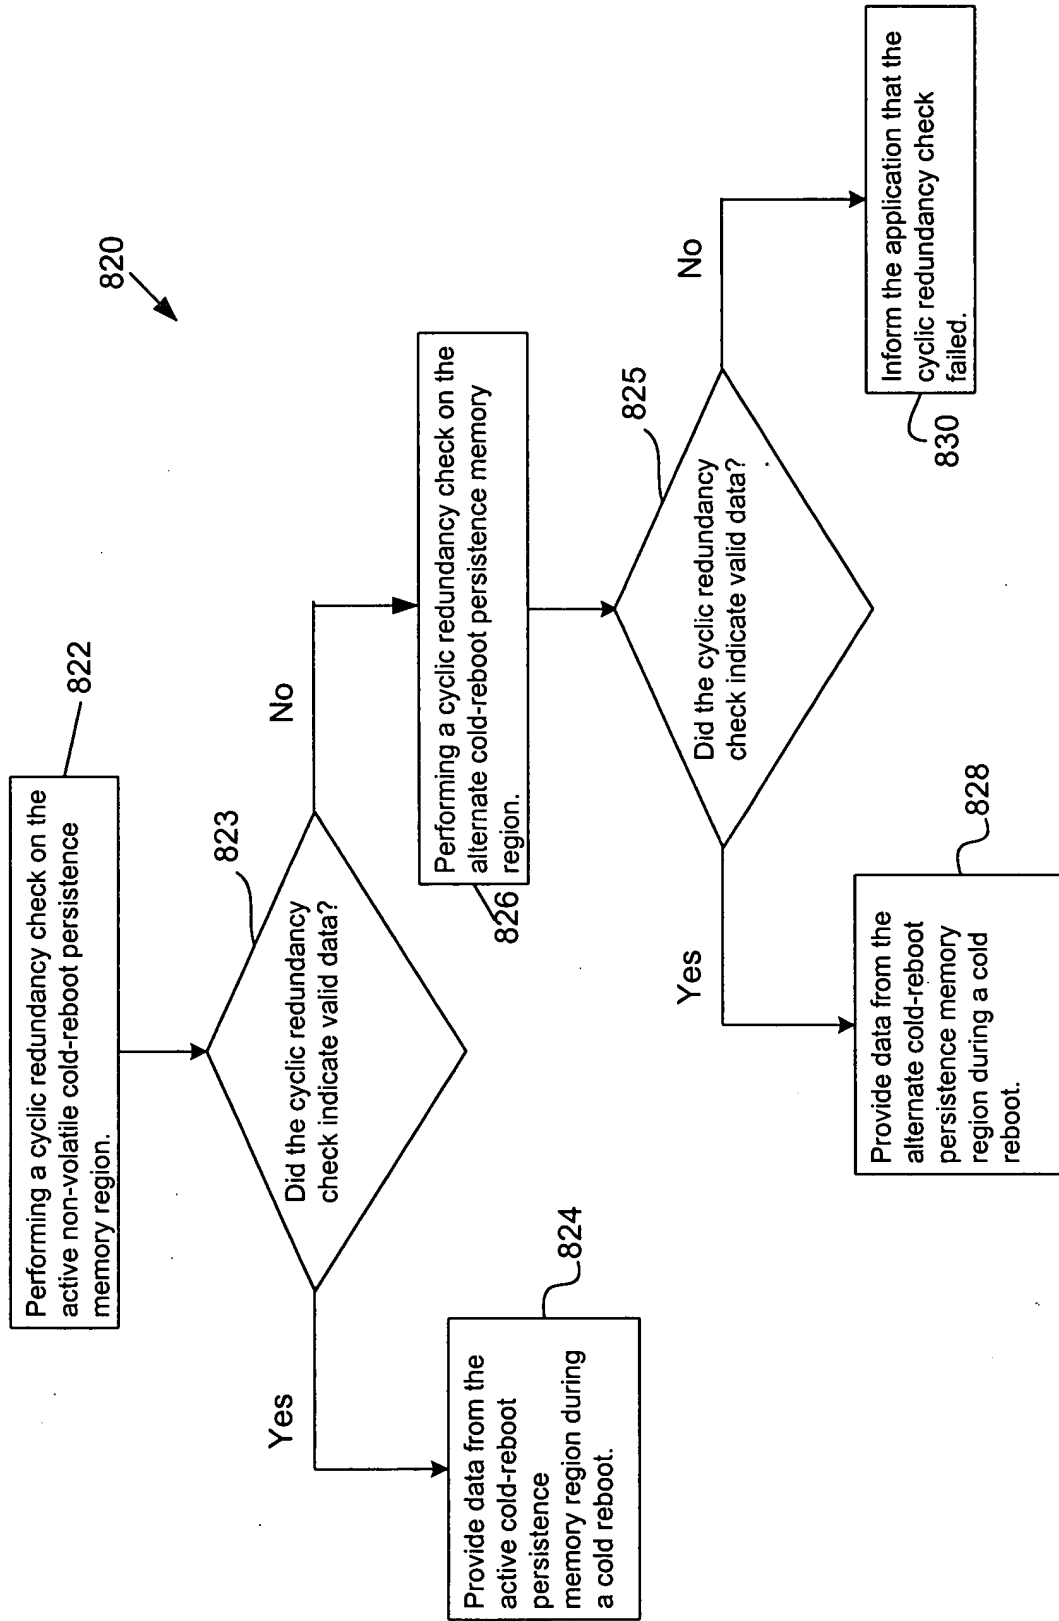 820
Performing a cyclic redundancy check on the
active non-volatile cold-reboot persistence
memory region.
822
Did the cyclic redundancy
check indicate valid data?
823
Yes
No
Provide data from the
active cold-reboot
persistence
memory region during
a cold reboot.
824
Performing a cyclic redundancy check on the
alternate cold-reboot persistence memory
region.
826
Did the cyclic redundancy
check indicate valid data?
825
Yes
No
Provide data from the
alternate cold-reboot
persistence memory
region during a cold
reboot.
828
Inform the application that the
cyclic redundancy check
failed.
830